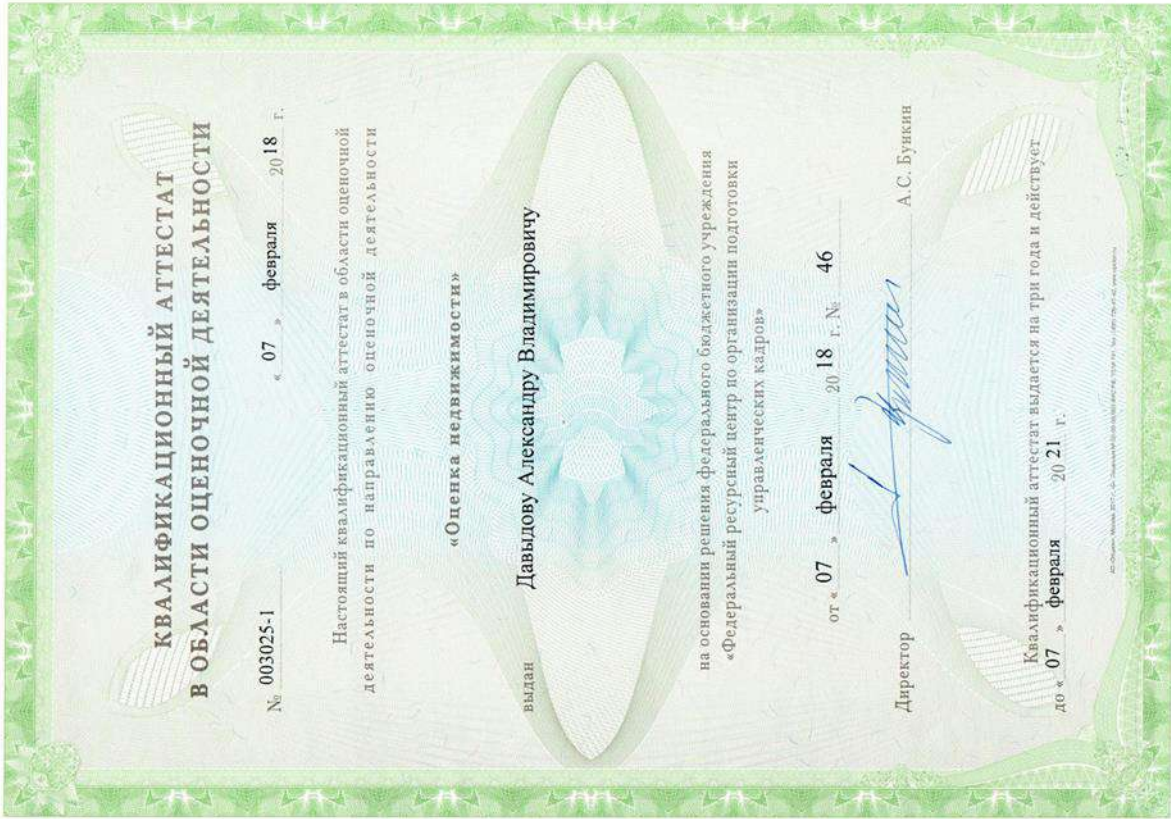 КВАЛИФИКАЦИОННЫЙ АТТЕСТАТ
В ОБЛАСТИ ОЦЕНОЧНОЙ ДЕЯТЕЛЬНОСТИ
№ 003025-1 « 07 » февраля 20 18 г.
Настоящий квалификационный аттестат в области оценочной
деятельности по направлению оценочной деятельности
«Оценка недвижимости»
выдан Давыдову Александру Владимировичу
на основании решения федерального бюджетного учреждения
«Федеральный ресурсный центр по организации подготовки
управленческих кадров»
от « 07 » февраля 20 18 г. № 46
Директор А.С. Бункин
Квалификационный аттестат выдается на три года и действует
до « 07 » февраля 20 21 г.